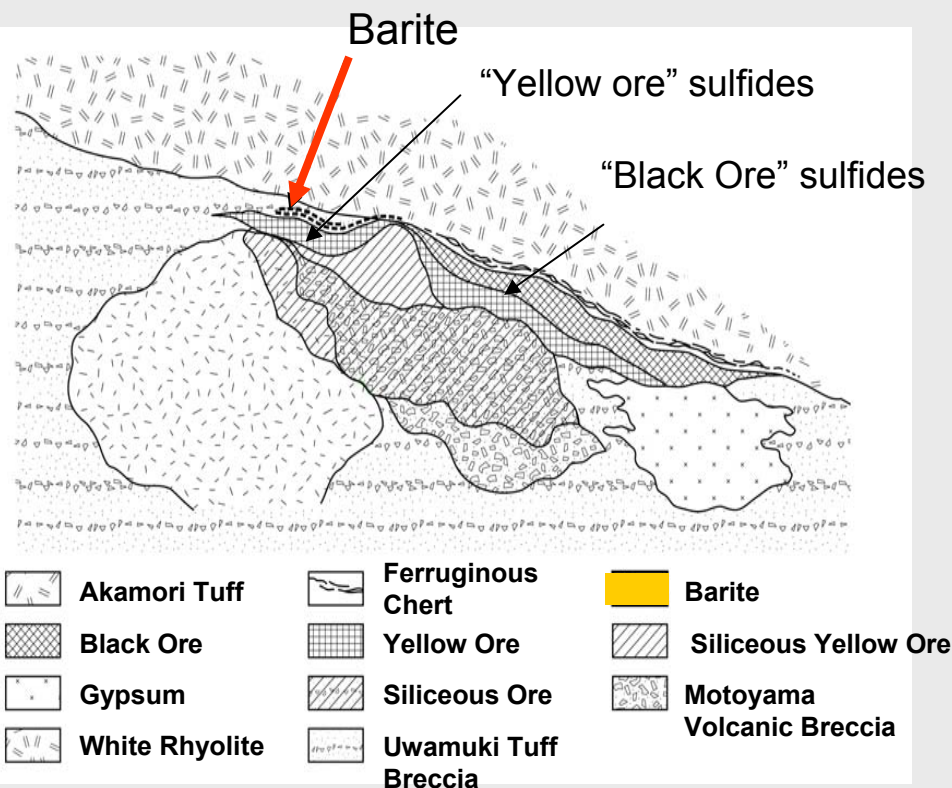 Barite
“Yellow ore” sulfides
“Black Ore” sulfides
Akamori Tuff
Ferruginous
Chert
Barite
Black Ore
Yellow Ore
Siliceous Yellow Ore
Gypsum
Siliceous Ore
Motoyama
Volcanic Breccia
White Rhyolite
Uwamuki Tuff
Breccia